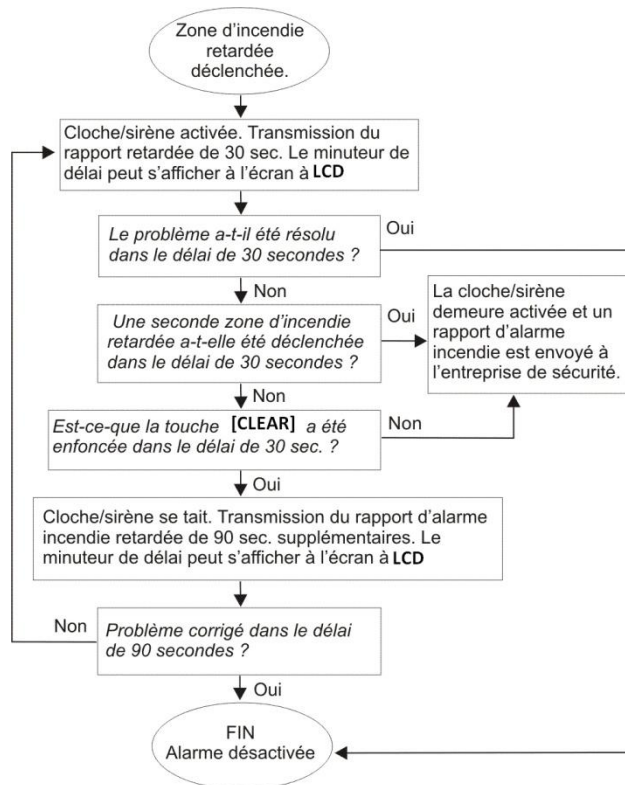 Zone d'incendie
retardée
déclenchée.
Cloche/sirène activée. Transmission du
rapport retardée de 30 sec. Le minuteur de
délai peut s'afficher à l'écran à LCD
Le problème a-t-il été résolu
dans le délai de 30 secondes ?
Oui
Non
Une seconde zone d'incendie
retardée a-t-elle été déclenchée
dans le délai de 30 secondes ?
Oui
La cloche/sirène
demeure activée et un
rapport d'alarme
incendie est envoyé à
l'entreprise de sécurité.
Non
Est-ce-que la touche [CLEAR] a été
enfoncée dans le délai de 30 sec. ?
Non
Oui
Cloche/sirène se tait. Transmission du rapport d'alarme
incendie retardée de 90 sec. supplémentaires. Le
minuteur de délai peut s'afficher à l'écran à LCD
Non
Problème corrigé dans le délai
de 90 secondes ?
Oui
FIN
Alarme désactivée